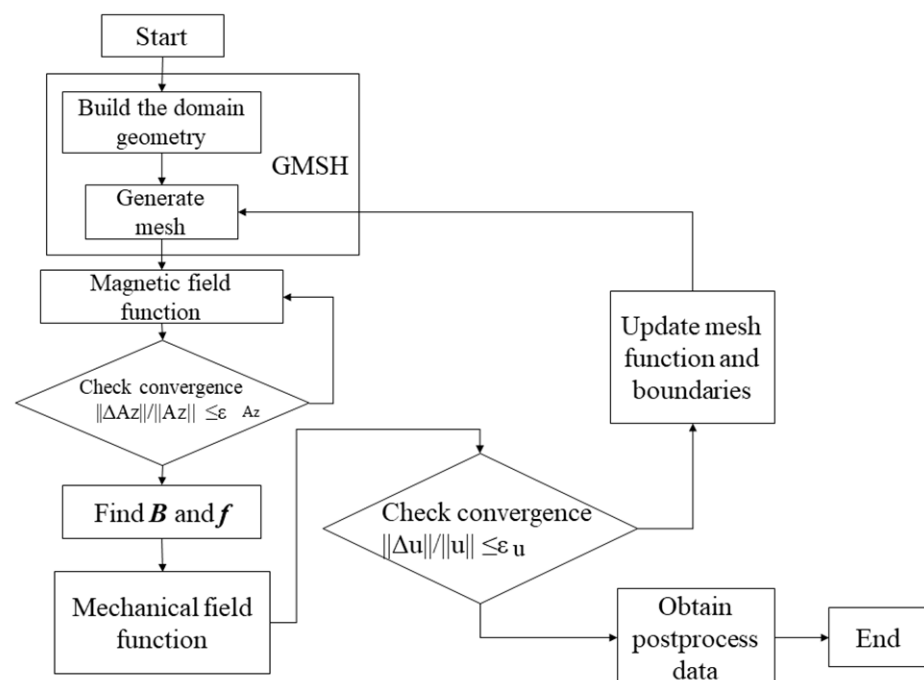 Start
Build the domain
geometry
GMSH
Generate
mesh
Magnetic field
function
Check convergence
||ΔAz||/||Az|| ≤ε Az
Find B and f
Mechanical field
function
Check convergence
||Δu||/||u|| ≤ε u
Update mesh
function and
boundaries
Obtain
postprocess
data
End